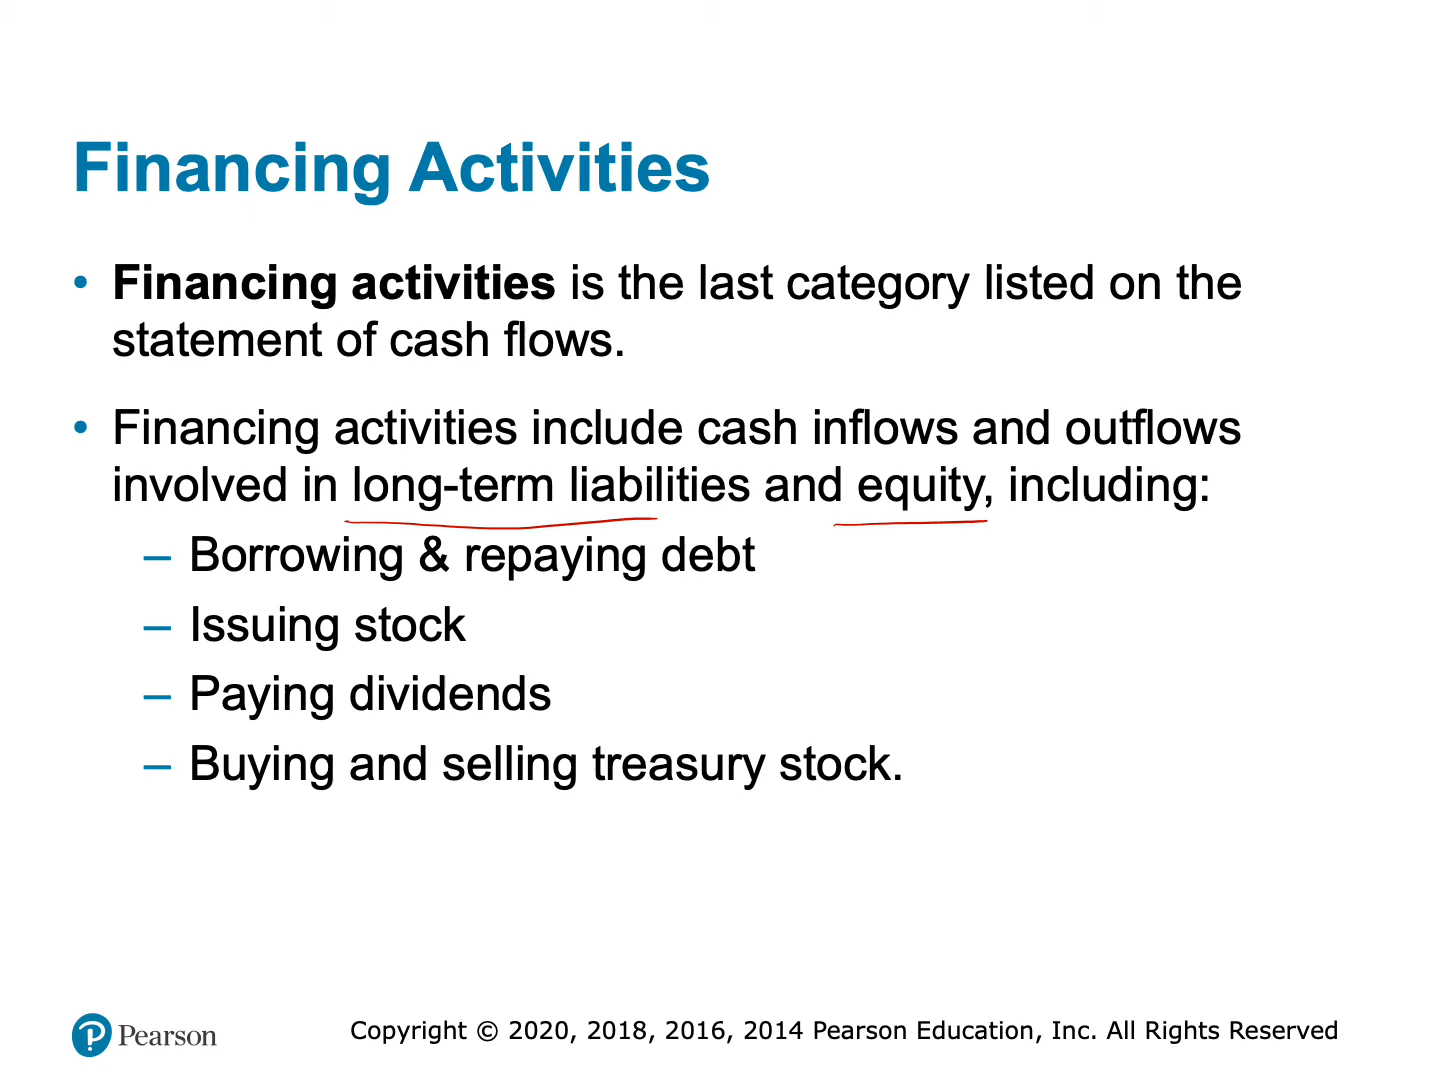 Financing Activities
• Financing activities is the last category listed on the
statement of cash flows.
• Financing activities include cash inflows and outflows
involved in long-term liabilities and equity, including:
– Borrowing & repaying debt
– Issuing stock
– Paying dividends
– Buying and selling treasury stock.
Pearson
Copyright © 2020, 2018, 2016, 2014 Pearson Education, Inc. All Rights Reserved